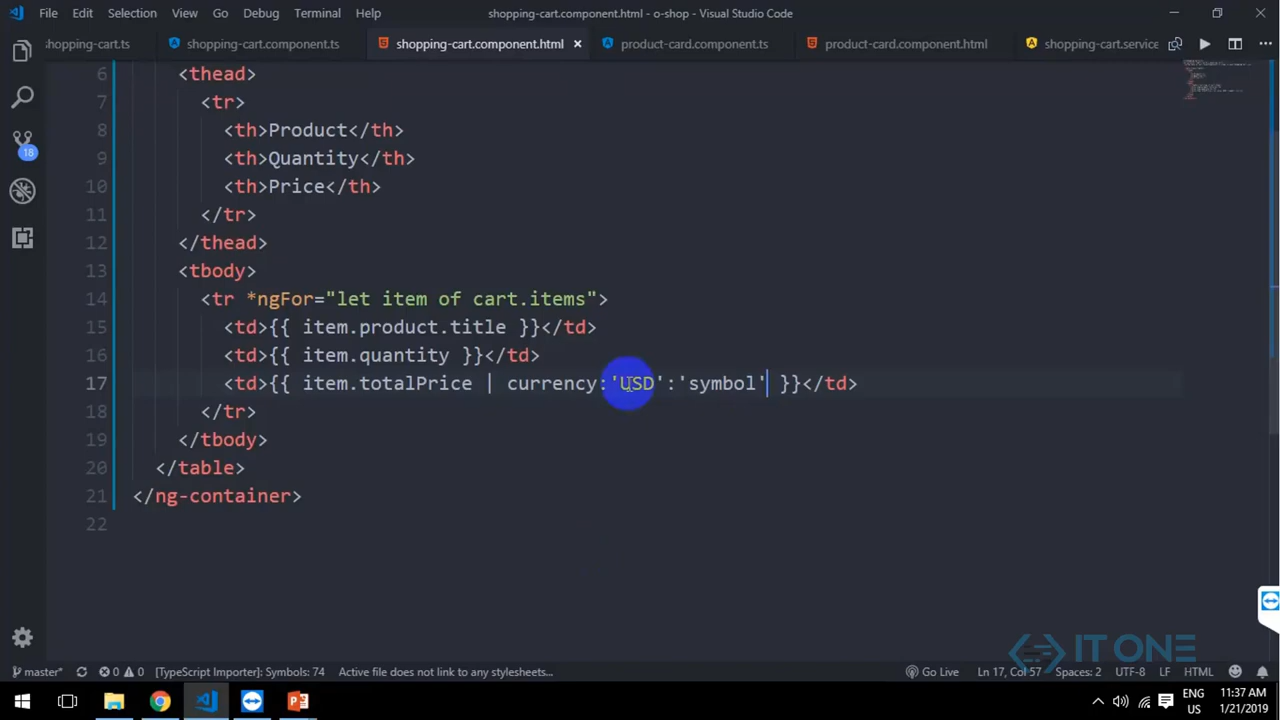 File Edit Selection View Go Debug Terminal Help shopping-cart.component.html - o-shop - Visual Studio Code
shopping-cart.ts shopping-cart.component.ts shopping-cart.component.html product-card.component.ts product-card.component.html shopping-cart.service
6 <thead>
7 <tr>
8 <th>Product</th>
9 <th>Quantity</th>
10 <th>Price</th>
11 </tr>
12 </thead>
13 <tbody>
14 <tr *ngFor="let item of cart.items">
15 <td>{{ item.product.title }}</td>
16 <td>{{ item.quantity }}</td>
17 <td>{{ item.totalPrice | currency:'USD':'symbol' }}</td>
18 </tr>
19 </tbody>
20 </table>
21 </ng-container>
22
18
IT ONE
master* 0 0 [TypeScript Importer]: Symbols: 74 Active file does not link to any stylesheets... Go Live Ln 17, Col 57 Spaces: 2 UTF-8 LF HTML
ENG 11:37 AM
US 1/21/2019